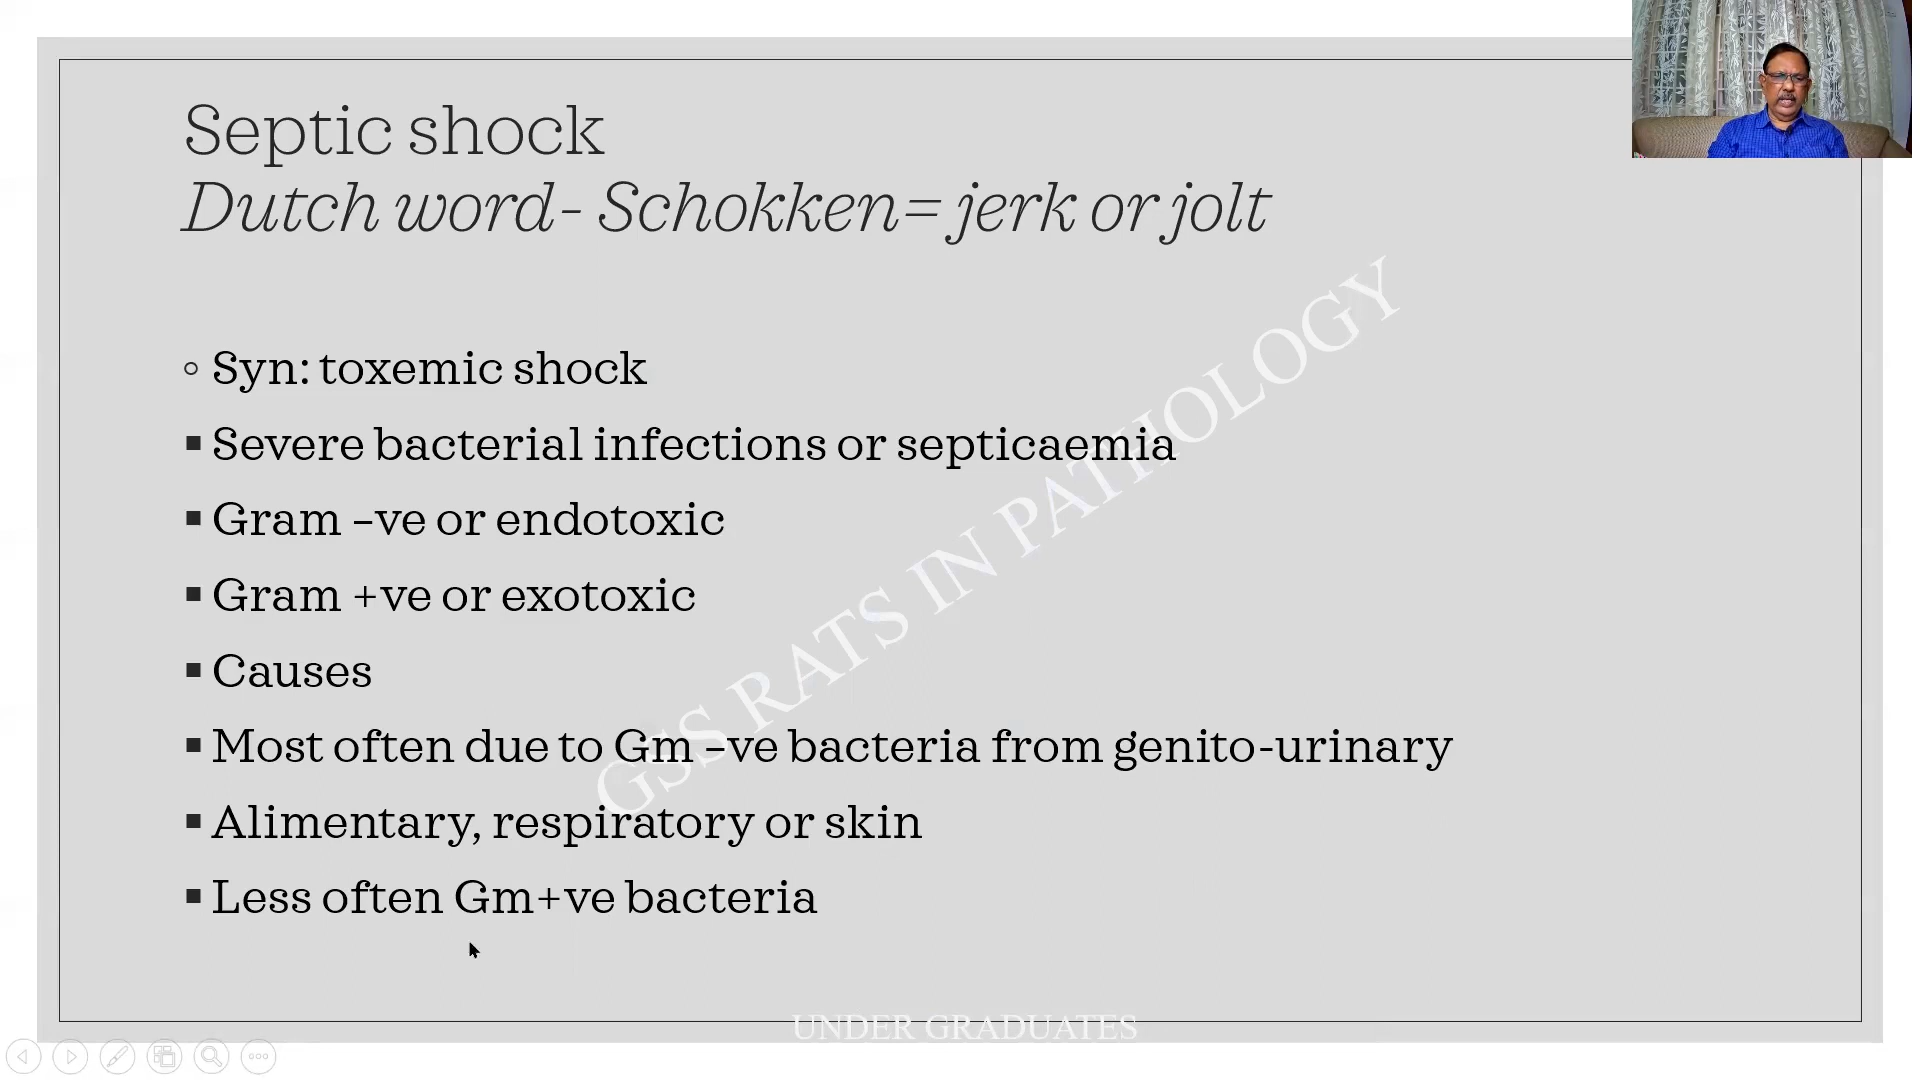 Septic shock
Dutch word- Schokken= jerk or jolt
Syn: toxemic shock
Severe bacterial infections or septicaemia
Gram –ve or endotoxic
Gram +ve or exotoxic
Causes
Most often due to Gm –ve bacteria from genito-urinary
Alimentary, respiratory or skin
Less often Gm+ve bacteria
GSS RATS IN PATHOLOGY
UNDER GRADUATES